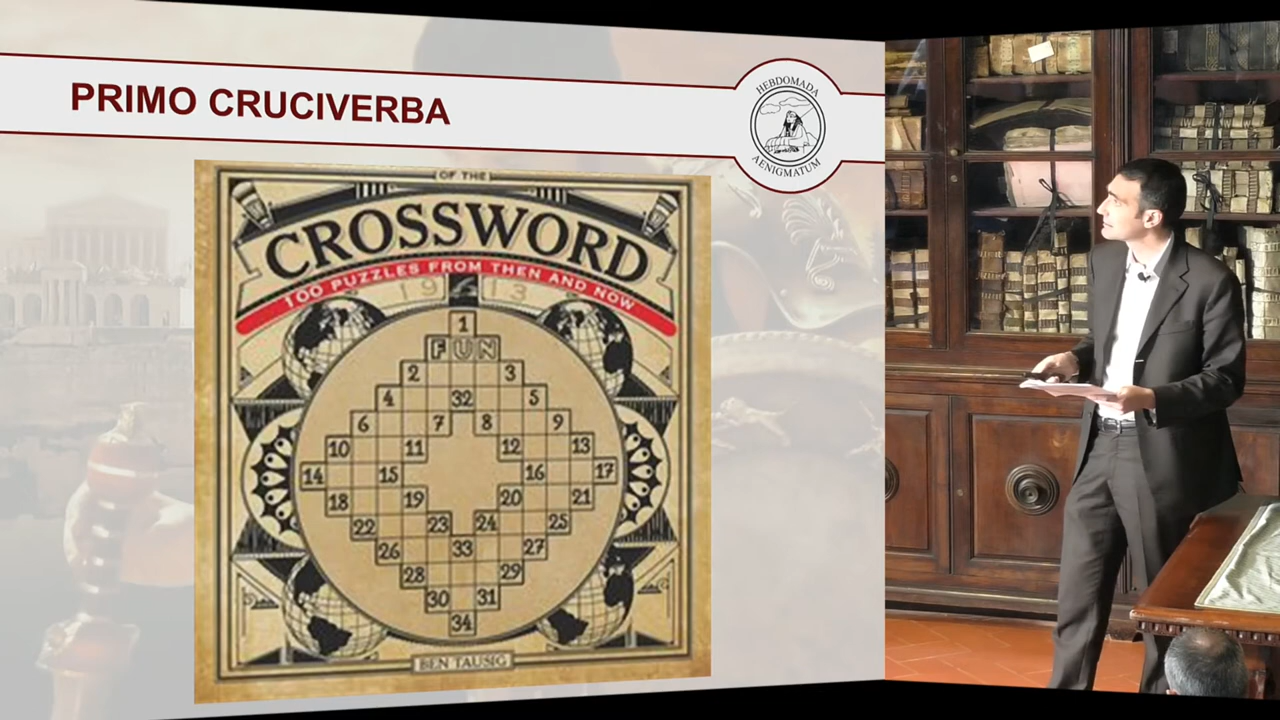 PRIMO CRUCIVERBA
HEBDOMADA
AENIGMATUM
OF THE
CROSSWORD
100 PUZZLES FROM THEN AND NOW
1913
1
FUN
2 3
4 32 5
6 7 8 9
10 11 12 13
14 15 16 17
18 19 20 21
22 23 24 25
26 33 27
28 29
30 31
34
BEN TAUSIG